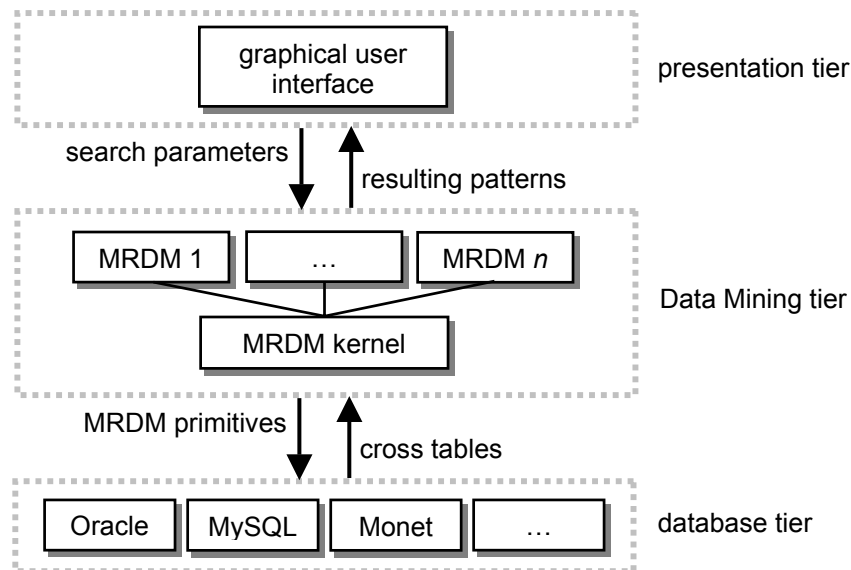 graphical user
interface
presentation tier
search parameters
resulting patterns
MRDM 1
…
MRDM n
Data Mining tier
MRDM kernel
MRDM primitives
cross tables
Oracle
MySQL
Monet
…
database tier